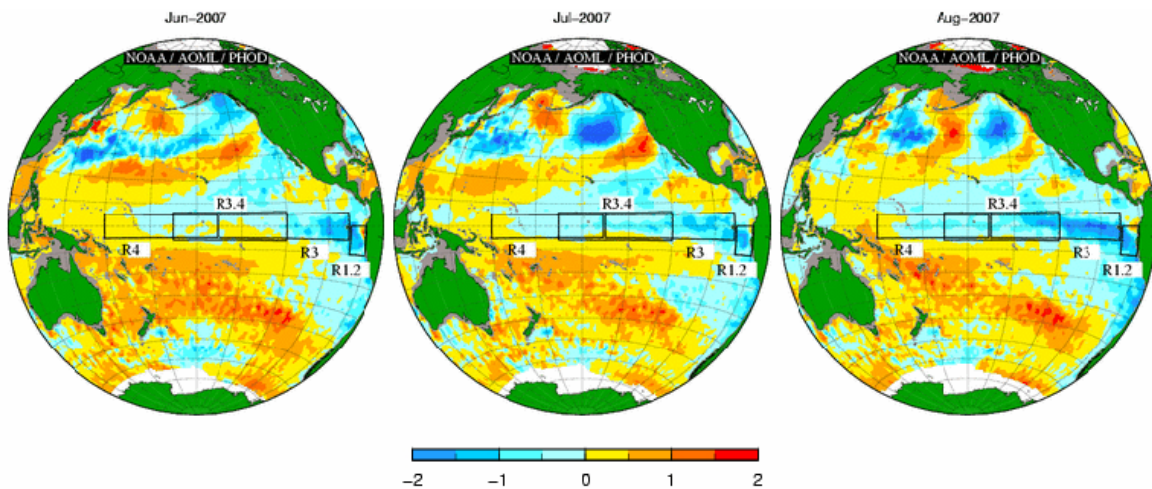 Jun-2007 Jul-2007 Aug-2007
NOAA / AOML / PHOD NOAA / AOML / PHOD NOAA / AOML / PHOD
R3.4 R3.4 R3.4
R4 R3 R4 R3 R4 R3
R1.2 R1.2 R1.2
-2 -1 0 1 2